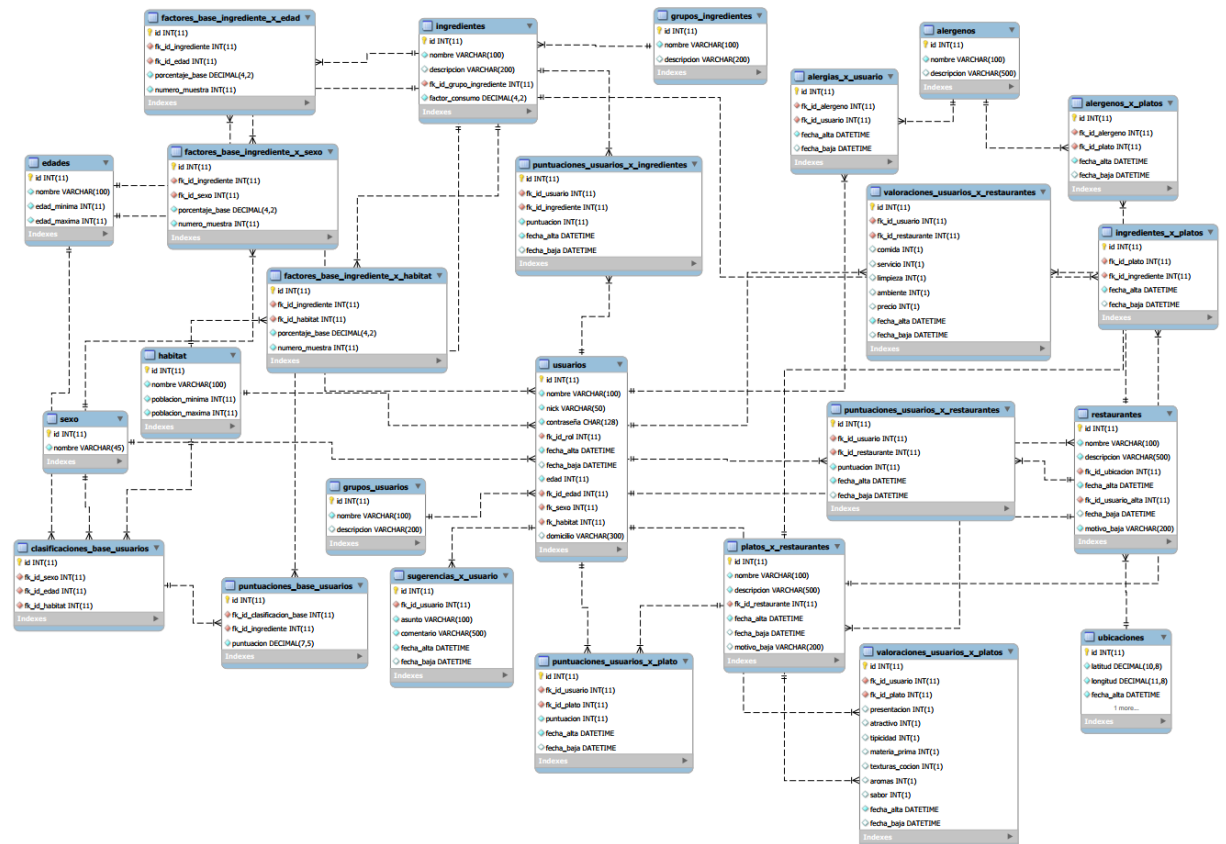 factores_base_ingrediente_x_edad
id INT(11)
fk_id_ingrediente INT(11)
fk_id_edad INT(11)
porcentaje_base DECIMAL(4,2)
numero_muestra INT(11)
Indexes
ingredientes
id INT(11)
nombre VARCHAR(100)
descripcion VARCHAR(200)
fk_id_grupo_ingrediente INT(11)
factor_consumo DECIMAL(4,2)
Indexes
grupos_ingredientes
id INT(11)
nombre VARCHAR(100)
descripcion VARCHAR(200)
Indexes
alergenos
id INT(11)
nombre VARCHAR(100)
descripcion VARCHAR(500)
Indexes
alergias_x_usuario
id INT(11)
fk_id_alergeno INT(11)
fk_id_usuario INT(11)
fecha_alta DATETIME
fecha_baja DATETIME
Indexes
alergenos_x_platos
id INT(11)
fk_id_alergeno INT(11)
fk_id_plato INT(11)
fecha_alta DATETIME
fecha_baja DATETIME
Indexes
edades
id INT(11)
nombre VARCHAR(100)
edad_minima INT(11)
edad_maxima INT(11)
Indexes
factores_base_ingrediente_x_sexo
id INT(11)
fk_id_ingrediente INT(11)
fk_id_sexo INT(11)
porcentaje_base DECIMAL(4,2)
numero_muestra INT(11)
Indexes
puntuaciones_usuarios_x_ingredientes
id INT(11)
fk_id_usuario INT(11)
fk_id_ingrediente INT(11)
puntuacion INT(11)
fecha_alta DATETIME
fecha_baja DATETIME
Indexes
valoraciones_usuarios_x_restaurantes
id INT(11)
fk_id_usuario INT(11)
fk_id_restaurante INT(11)
comida INT(1)
servicio INT(1)
limpieza INT(1)
ambiente INT(1)
precio INT(1)
fecha_alta DATETIME
fecha_baja DATETIME
Indexes
ingredientes_x_platos
id INT(11)
fk_id_plato INT(11)
fk_id_ingrediente INT(11)
fecha_alta DATETIME
fecha_baja DATETIME
Indexes
factores_base_ingrediente_x_habitat
id INT(11)
fk_id_ingrediente INT(11)
fk_id_habitat INT(11)
porcentaje_base DECIMAL(4,2)
numero_muestra INT(11)
Indexes
habitat
id INT(11)
nombre VARCHAR(100)
poblacion_minima INT(11)
poblacion_maxima INT(11)
Indexes
usuarios
id INT(11)
nombre VARCHAR(100)
nick VARCHAR(50)
contraseña CHAR(128)
fk_id_rol INT(11)
fecha_alta DATETIME
fecha_baja DATETIME
edad INT(11)
fk_id_edad INT(11)
fk_sexo INT(11)
fk_habitat INT(11)
domicilio VARCHAR(300)
Indexes
sexo
id INT(11)
nombre VARCHAR(45)
Indexes
puntuaciones_usuarios_x_restaurantes
id INT(11)
fk_id_usuario INT(11)
fk_id_restaurante INT(11)
puntuacion INT(11)
fecha_alta DATETIME
fecha_baja DATETIME
Indexes
restaurantes
id INT(11)
nombre VARCHAR(100)
descripcion VARCHAR(500)
fk_id_ubicacion INT(11)
fecha_alta DATETIME
fk_id_usuario_alta INT(11)
fecha_baja DATETIME
motivo_baja VARCHAR(200)
Indexes
grupos_usuarios
id INT(11)
nombre VARCHAR(100)
descripcion VARCHAR(200)
Indexes
clasificaciones_base_usuarios
id INT(11)
fk_id_sexo INT(11)
fk_id_edad INT(11)
fk_id_habitat INT(11)
Indexes
puntuaciones_base_usuarios
id INT(11)
fk_id_clasificacion_base INT(11)
fk_id_ingrediente INT(11)
puntuacion DECIMAL(7,5)
Indexes
sugerencias_x_usuario
id INT(11)
fk_id_usuario INT(11)
asunto VARCHAR(100)
comentario VARCHAR(500)
fecha_alta DATETIME
fecha_baja DATETIME
Indexes
platos_x_restaurantes
id INT(11)
nombre VARCHAR(100)
descripcion VARCHAR(500)
fk_id_restaurante INT(11)
fecha_alta DATETIME
fecha_baja DATETIME
motivo_baja VARCHAR(200)
Indexes
puntuaciones_usuarios_x_plato
id INT(11)
fk_id_usuario INT(11)
fk_id_plato INT(11)
puntuacion INT(11)
fecha_alta DATETIME
fecha_baja DATETIME
Indexes
valoraciones_usuarios_x_platos
id INT(11)
fk_id_usuario INT(11)
fk_id_plato INT(11)
presentacion INT(1)
atractivo INT(1)
tipicidad INT(1)
materia_prima INT(1)
texturas_cocion INT(1)
aromas INT(1)
sabor INT(1)
fecha_alta DATETIME
fecha_baja DATETIME
Indexes
ubicaciones
id INT(11)
latitud DECIMAL(10,8)
longitud DECIMAL(11,8)
fecha_alta DATETIME
1 more...
Indexes